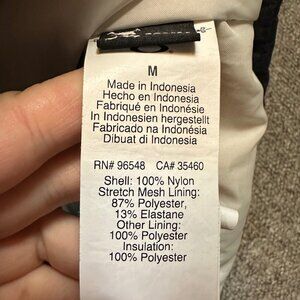 M
Made in Indonesia
Hecho en Indonesia
Fabriqué en Indonésie
In Indonesien hergestellt
Fabricado na Indonésia
Dibuat di Indonesia
RN# 96548 CA# 35460
Shell: 100% Nylon
Stretch Mesh Lining:
87% Polyester,
13% Elastane
Other Lining:
100% Polyester
Insulation:
100% Polyester